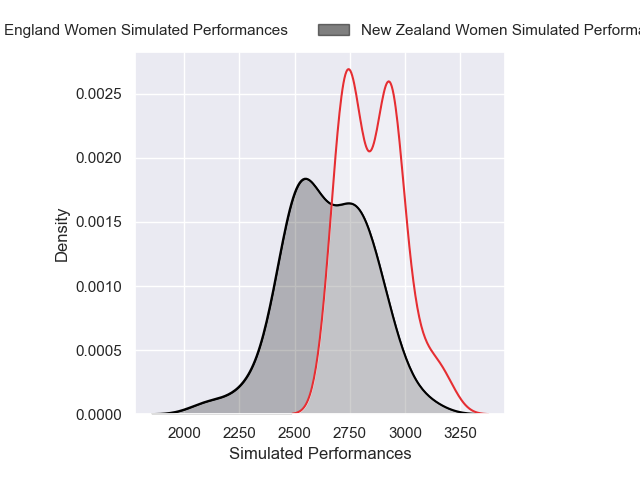 England Women Simulated Performances New Zealand Women Simulated
0.0025
0.0020
0.0015
0.0010
0.0005
0.0000
Density
2000 2250 2500 2750 3000 3250
Simulated Performances